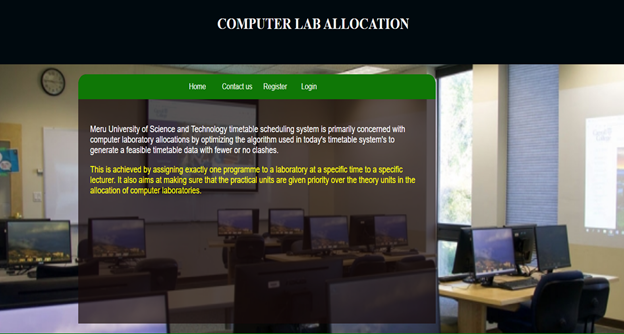 COMPUTER LAB ALLOCATION
Home Contact us Register Login
Meru University of Science and Technology timetable scheduling system is primarily concerned with
computer laboratory allocations by optimizing the algorithm used in today's timetable system's to
generate a feasible timetable data with fewer or no clashes.
This is achieved by assigning exactly one programme to a laboratory at a specific time to a specific
lecturer. It also aims at making sure that the practical units are given priority over the theory units in the
allocation of computer laboratories.